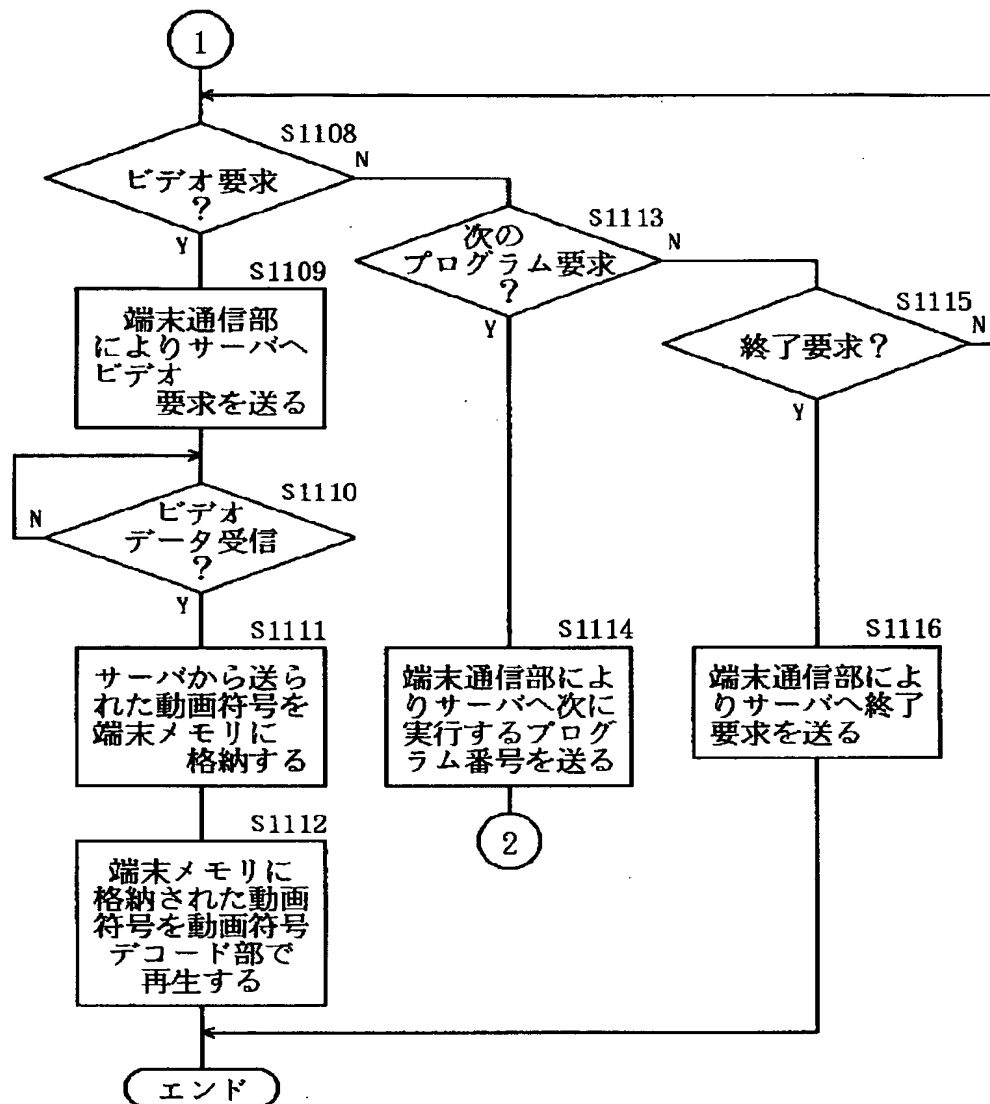 1
S1108
N
ビデオ要求
?
Y
S1109
端末通信部
によりサーバへ
ビデオ
要求を送る
S1110
N
ビデオ
データ受信
?
Y
S1111
サーバから送ら
れた動画符号を
端末メモリに
格納する
S1112
端末メモリに
格納された動画
符号を動画符号
デコード部で
再生する
エンド
S1113
N
次の
プログラム要求
?
Y
S1114
端末通信部によ
りサーバへ次に
実行するプログ
ラム番号を送る
2
S1115
N
終了要求?
Y
S1116
端末通信部によ
りサーバへ終了
要求を送る